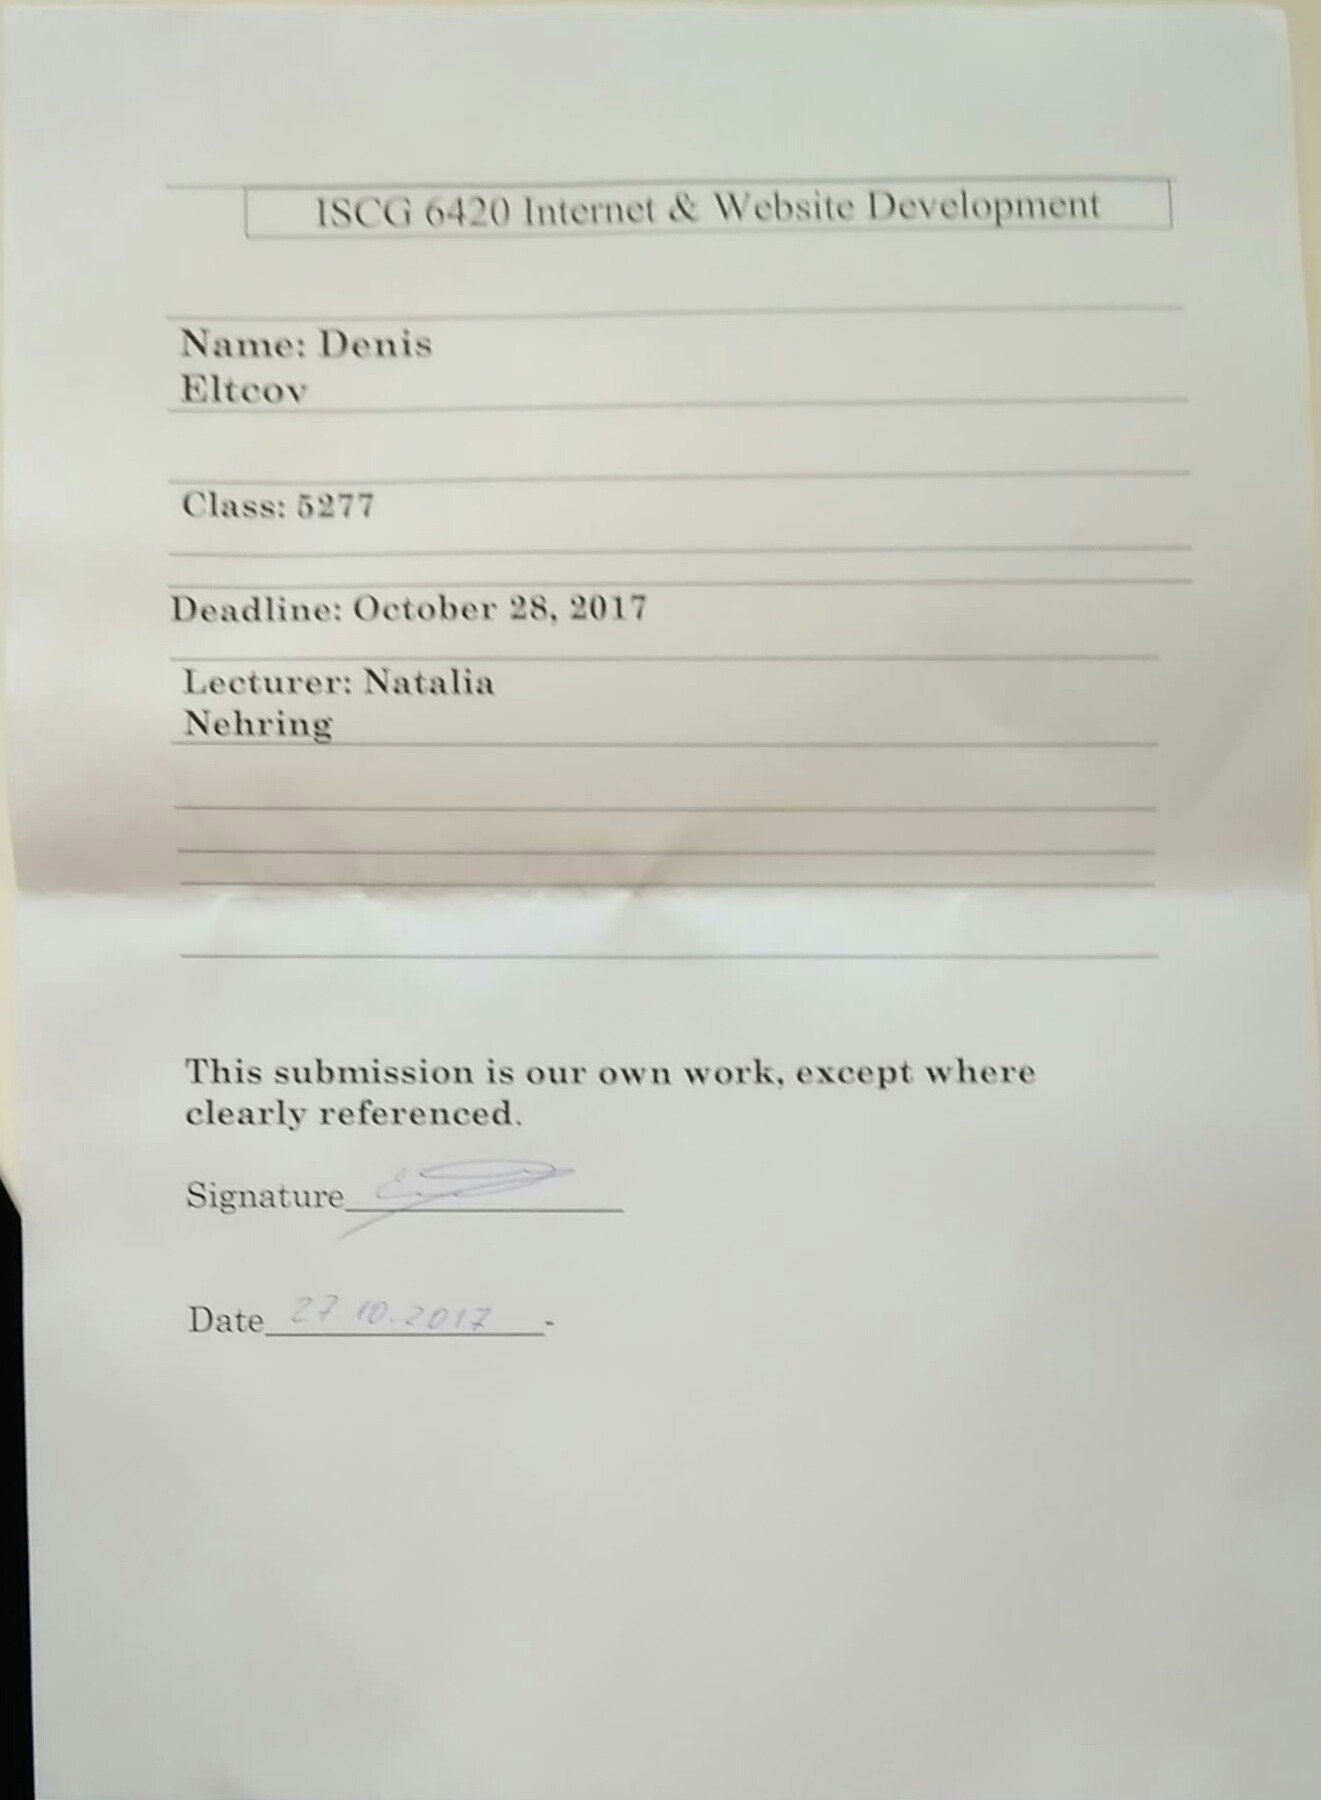 ISCG 6420 Internet & Website Development
Name: Denis
Eltcov
Class: 5277
Deadline: October 28, 2017
Lecturer: Natalia
Nehring
This submission is our own work, except where
clearly referenced.
Signature
Date 27.10.2017 -